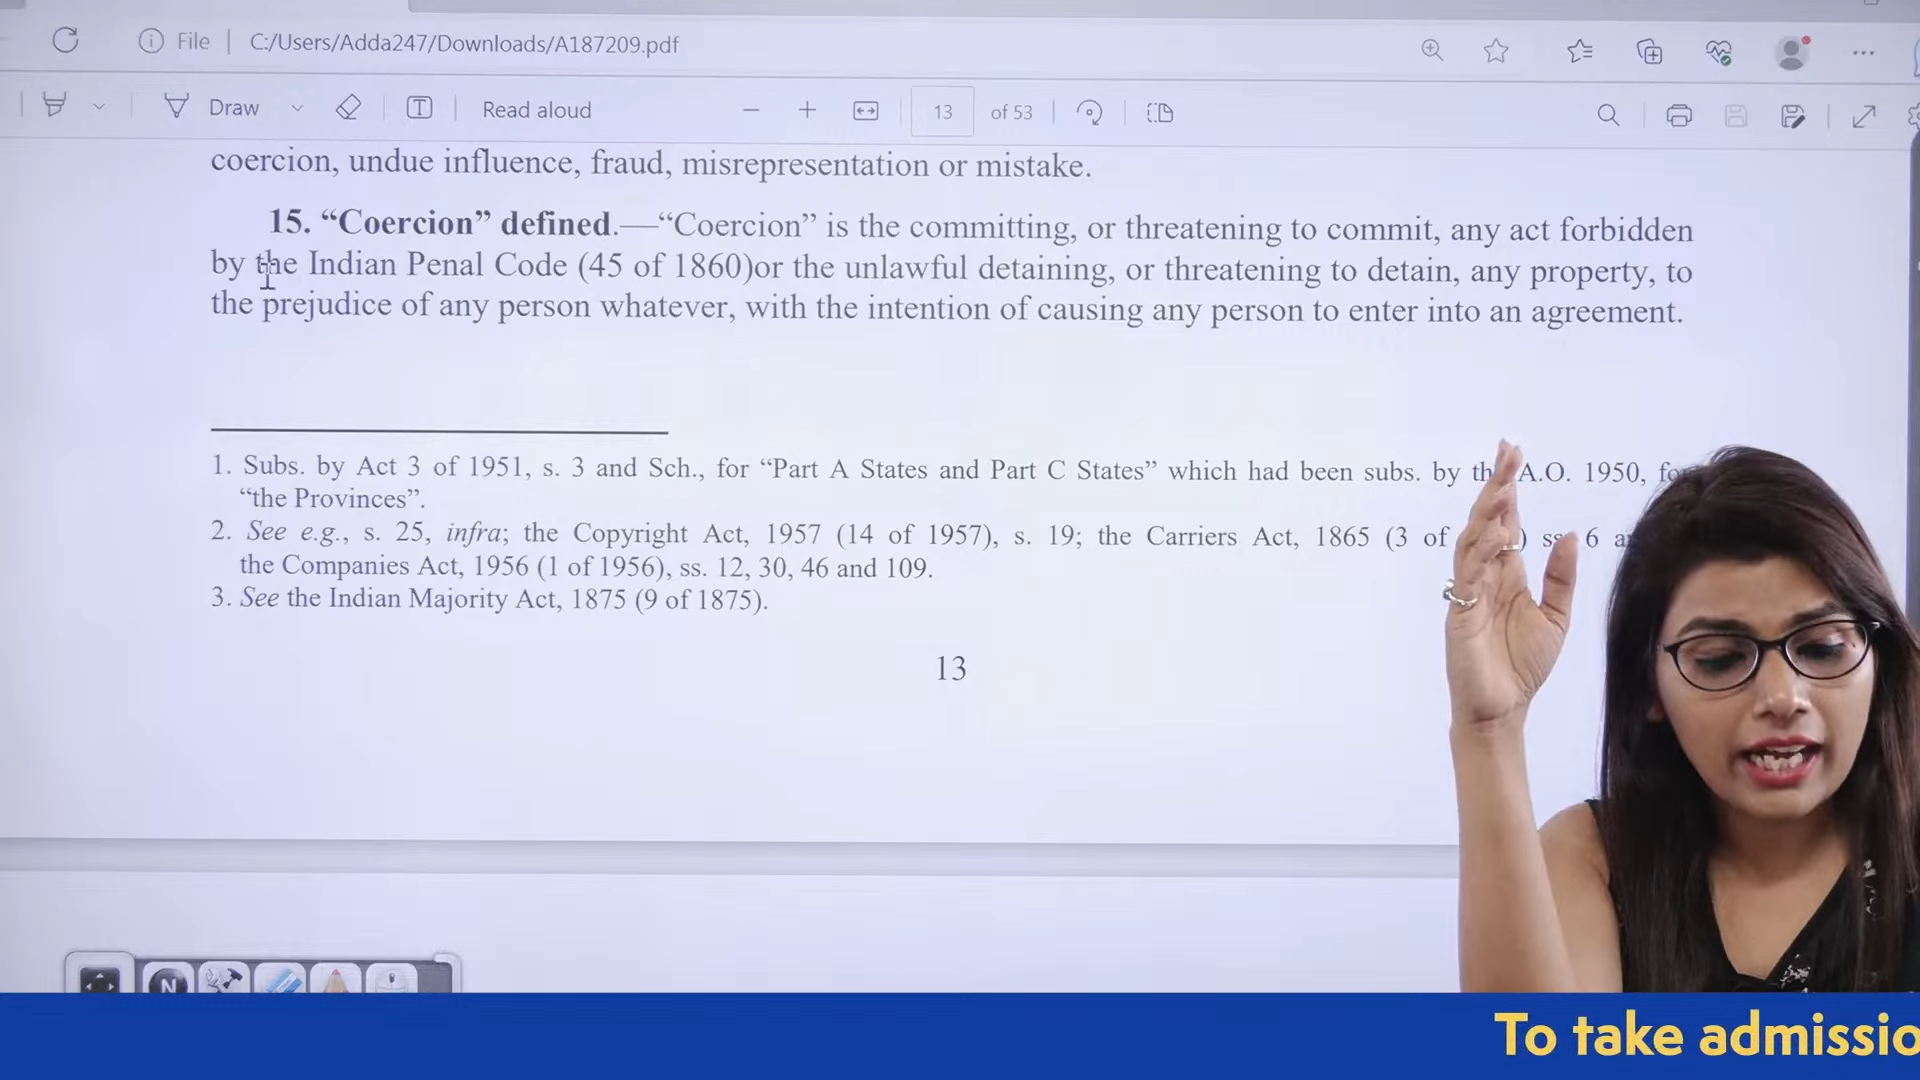 File | C:/Users/Adda247/Downloads/A187209.pdf
Draw Read aloud 13 of 53
coercion, undue influence, fraud, misrepresentation or mistake.
15. “Coercion” defined.—“Coercion” is the committing, or threatening to commit, any act forbidden
by the Indian Penal Code (45 of 1860)or the unlawful detaining, or threatening to detain, any property, to
the prejudice of any person whatever, with the intention of causing any person to enter into an agreement.
1. Subs. by Act 3 of 1951, s. 3 and Sch., for “Part A States and Part C States” which had been subs. by A.O. 1950,
“the Provinces”.
2. See e.g., s. 25, infra; the Copyright Act, 1957 (14 of 1957), s. 19; the Carriers Act, 1865 (3 of 6
the Companies Act, 1956 (1 of 1956), ss. 12, 30, 46 and 109.
3. See the Indian Majority Act, 1875 (9 of 1875).
13
N
To take admissio